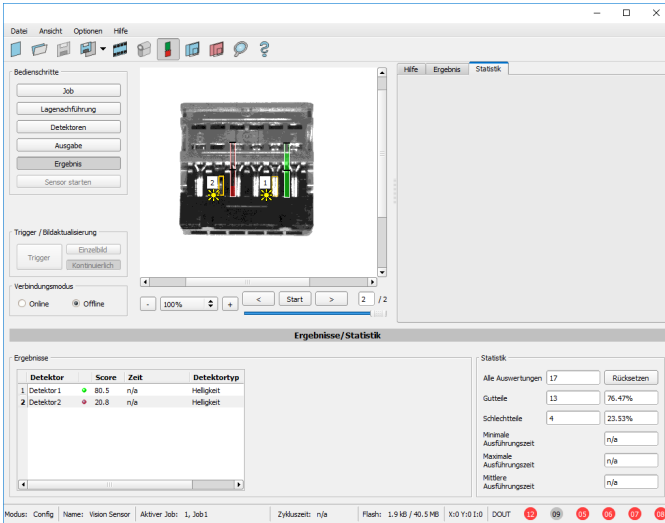 Datei Ansicht Optionen Hilfe
Bedienschritte
Job
Lagenachführung
Detektoren
Ausgabe
Ergebnis
Sensor starten
Trigger / Bildaktualisierung
Trigger
Einzelbild
Kontinuierlich
Verbindungsmodus
Online Offline
2 1
- 100% + < Start > 2 /2
Hilfe Ergebnis Statistik
Ergebnisse/Statistik
Ergebnisse
Detektor Score Zeit Detektortyp
1 Detektor1 80.5 n/a Helligkeit
2 Detektor2 20.8 n/a Helligkeit
Statistik
Alle Auswertungen 17 Rücksetzen
Gutteile 13 76.47%
Schlechtteile 4 23.53%
Minimale
Ausführungszeit n/a
Maximale
Ausführungszeit n/a
Mittlere
Ausführungszeit n/a
Modus: Config Name: Vision Sensor Aktiver Job: 1, Job1 Zykluszeit: n/a Flash: 1.9 kB / 40.5 MB X:0 Y:0 I:0 DOUT 12 09 05 06 07 08